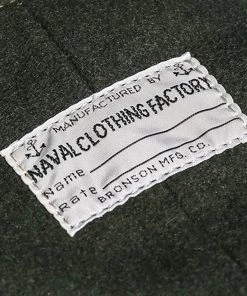 MANUFACTURED BY
NAVAL CLOTHING FACTORY
Name
Rate
BRONSON MFG. CO.